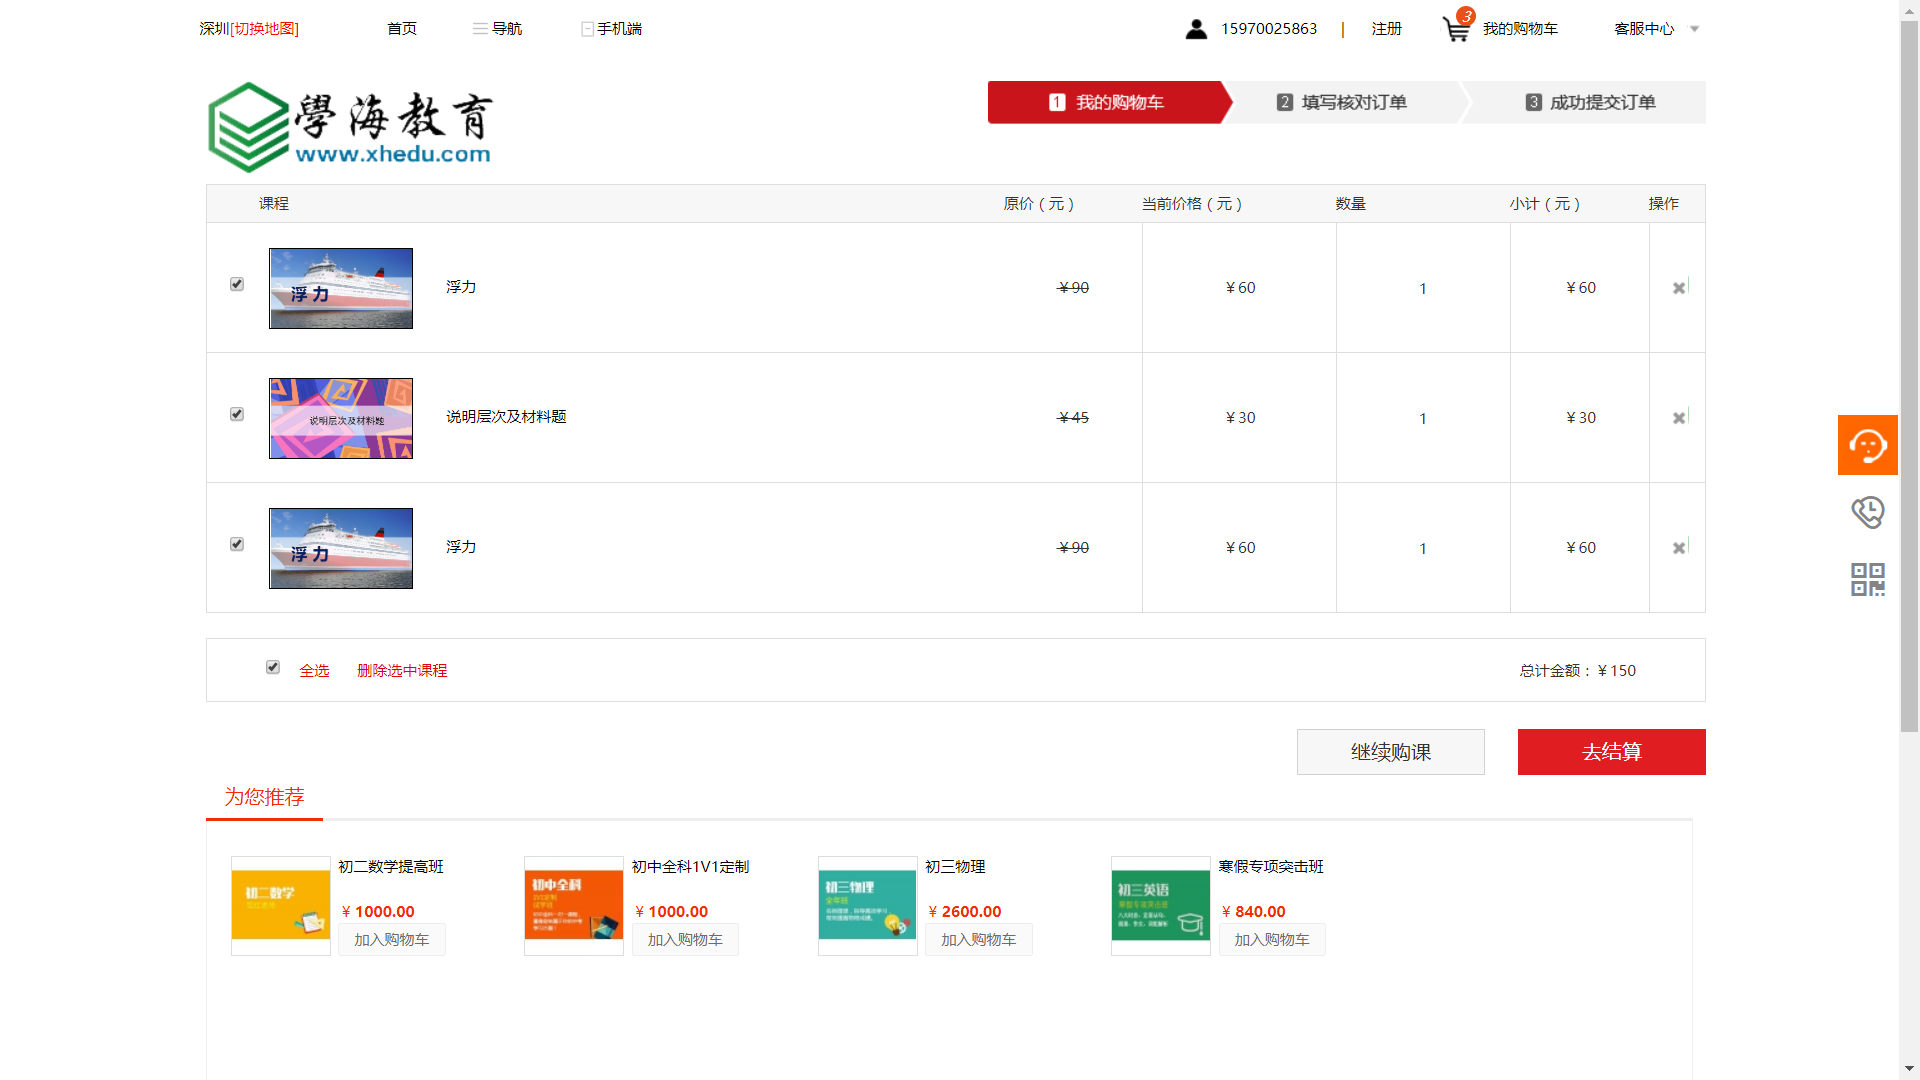 深圳[切换地图]
首页
导航
手机端
15970025863
|
注册
3
我的购物车
客服中心
學海教育
www.xhedu.com
1 我的购物车
2 填写核对订单
3 成功提交订单
课程
原价（元）
当前价格（元）
数量
小计（元）
操作
浮力
浮力
￥90
￥60
1
￥60
说明层次及材料题
说明层次及材料题
￥45
￥30
1
￥30
浮力
浮力
￥90
￥60
1
￥60
全选
删除选中课程
总计金额：￥150
继续购课
去结算
为您推荐
初二数学
初二数学提高班
￥1000.00
加入购物车
初中全科
初中全科1V1定制
￥1000.00
加入购物车
初三物理
全年班
初三物理
￥2600.00
加入购物车
初三英语
寒假专项突击班
寒假专项突击班
￥840.00
加入购物车